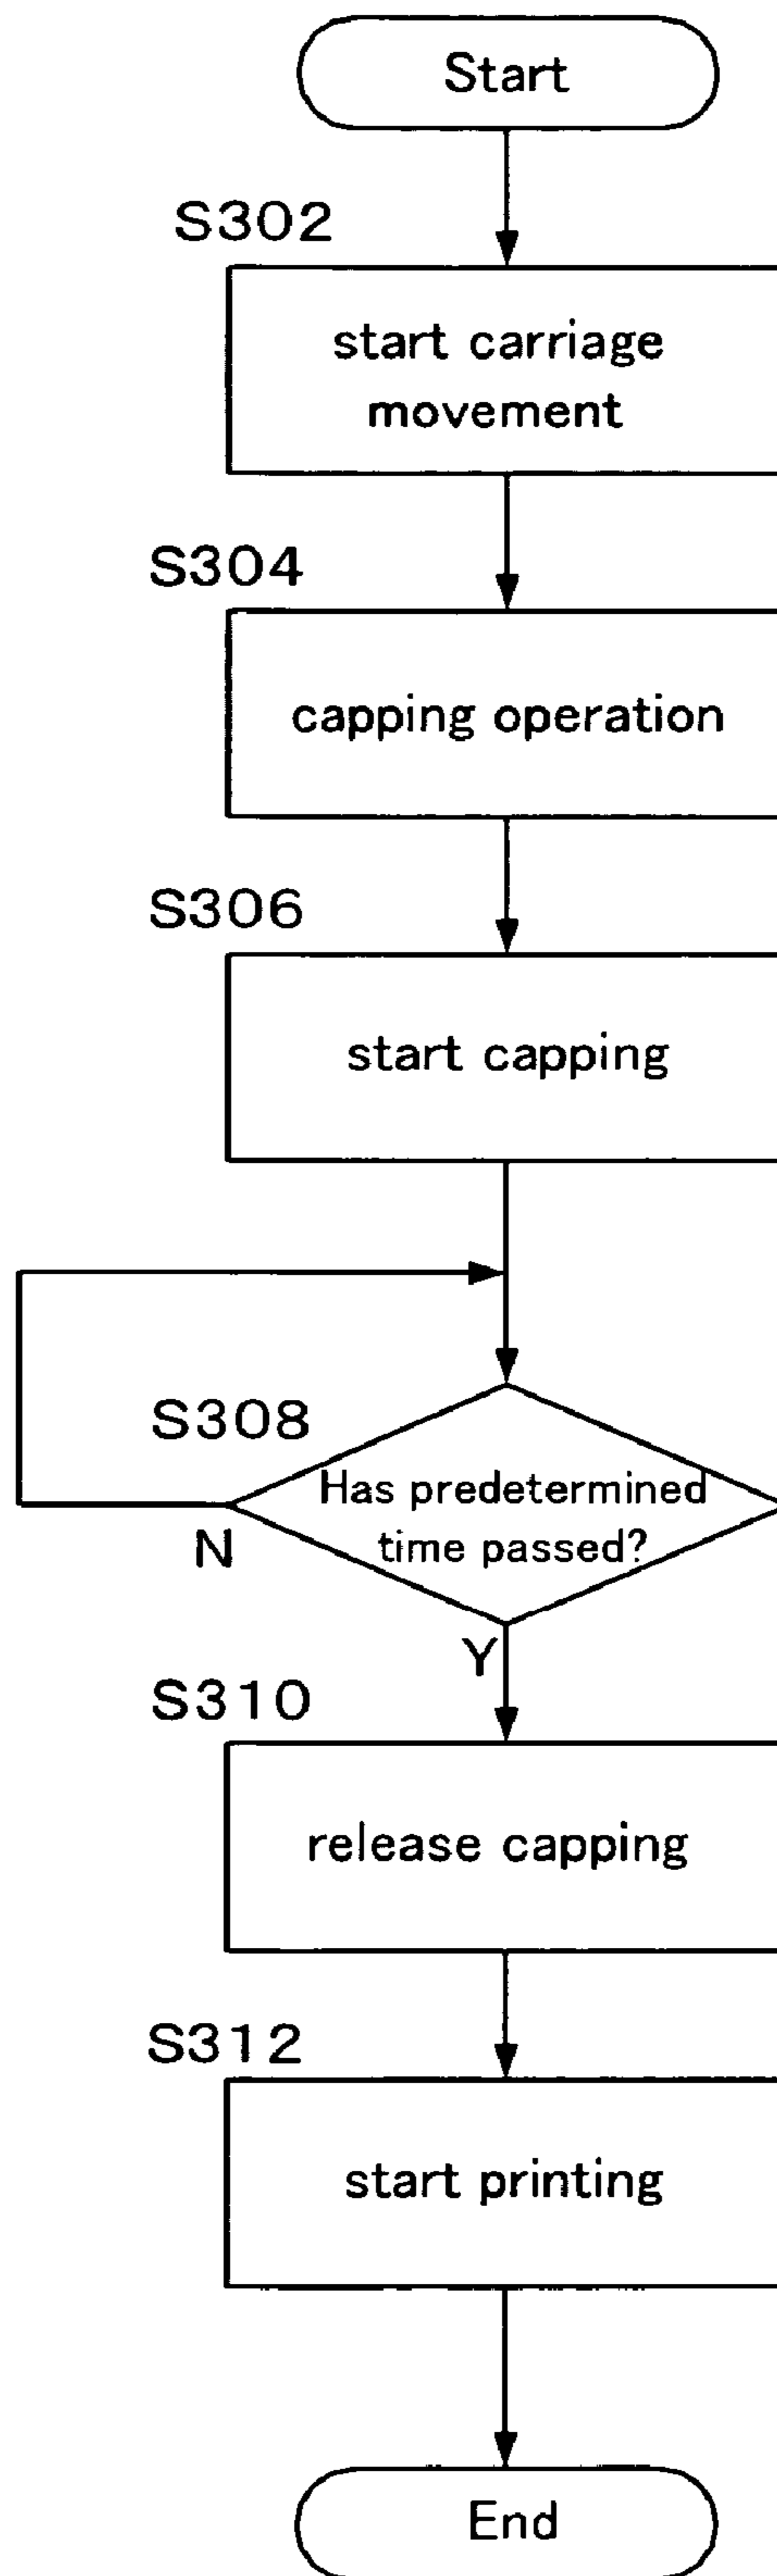 Start
S302
start carriage
movement
S304
capping operation
S306
start capping
S308
Has predetermined
time passed?
N
Y
S310
release capping
S312
start printing
End